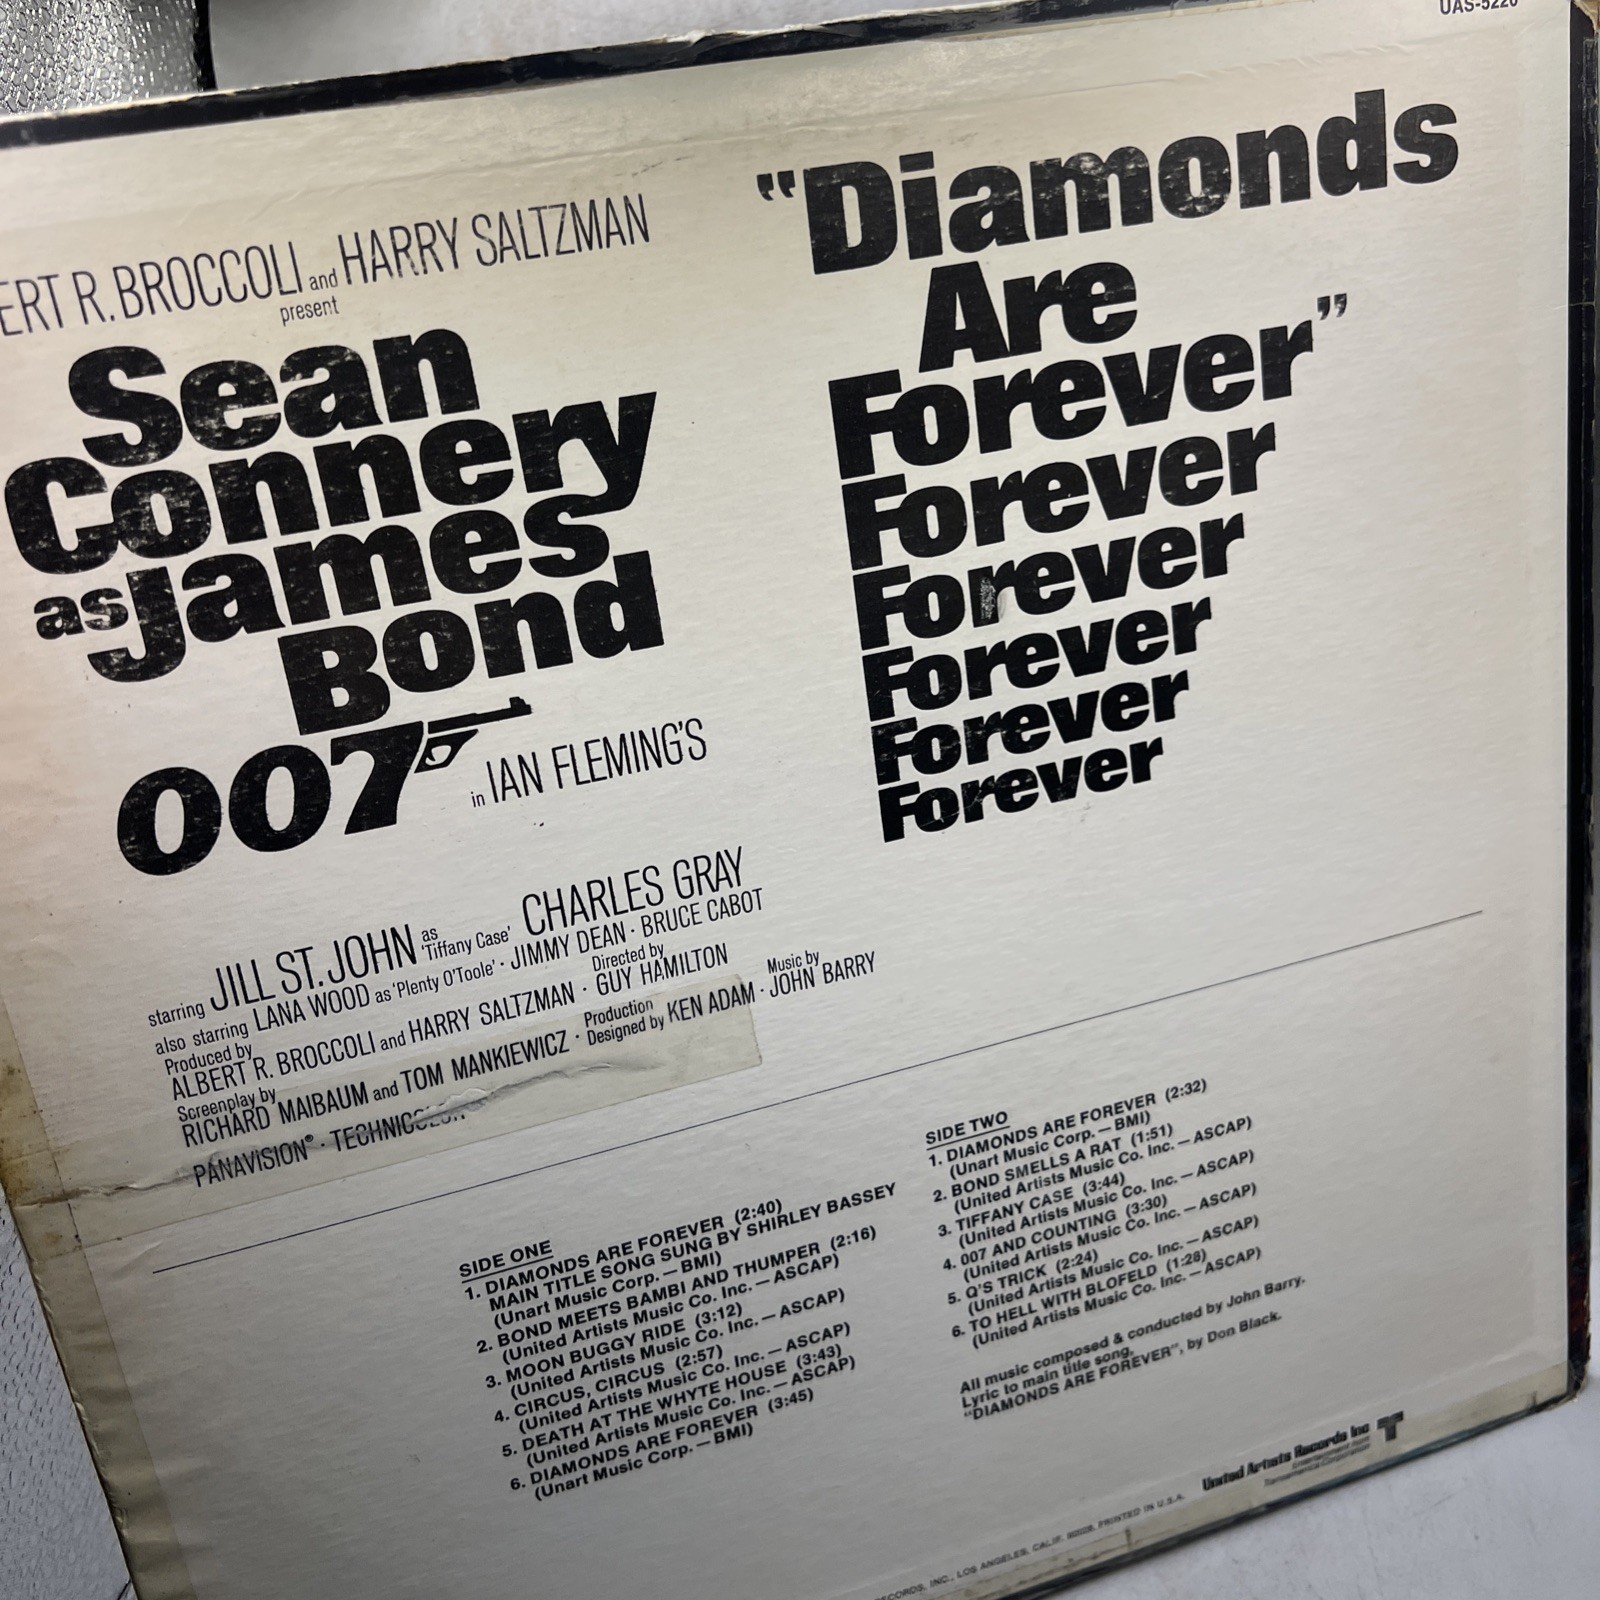 UAS-5220
ERT R. BROCCOLI and HARRY SALTZMAN
present
Sean
Connery
as James
Bond
007
in IAN FLEMING'S
"Diamonds
Are
Forever"
Forever
Forever
Forever
Forever
Forever
starring JILL ST. JOHN as 'Tiffany Case' CHARLES GRAY
also starring LANA WOOD as 'Plenty O'Toole' · JIMMY DEAN · BRUCE CABOT
Produced by ALBERT R. BROCCOLI and HARRY SALTZMAN · Directed by GUY HAMILTON
Screenplay by RICHARD MAIBAUM and TOM MANKIEWICZ · Production Designed by KEN ADAM · Music by JOHN BARRY
PANAVISION® · TECHNICOLOR
SIDE ONE
1. DIAMONDS ARE FOREVER (2:40)
MAIN TITLE SONG SUNG BY SHIRLEY BASSEY
(Unart Music Corp. — BMI)
2. BOND MEETS BAMBI AND THUMPER (2:16)
(United Artists Music Co. Inc. — ASCAP)
3. MOON BUGGY RIDE (3:12)
(United Artists Music Co. Inc. — ASCAP)
4. CIRCUS, CIRCUS (2:57)
(United Artists Music Co. Inc. — ASCAP)
5. DEATH AT THE WHYTE HOUSE (3:43)
(United Artists Music Co. Inc. — ASCAP)
6. DIAMONDS ARE FOREVER (3:45)
(Unart Music Corp. — BMI)
SIDE TWO
1. DIAMONDS ARE FOREVER (2:32)
(Unart Music Corp. — BMI)
2. BOND SMELLS A RAT (1:51)
(United Artists Music Co. Inc. — ASCAP)
3. TIFFANY CASE (3:44)
(United Artists Music Co. Inc. — ASCAP)
4. 007 AND COUNTING (3:30)
(United Artists Music Co. Inc. — ASCAP)
5. Q'S TRICK (2:24)
(United Artists Music Co. Inc. — ASCAP)
6. TO HELL WITH BLOFELD (1:28)
(United Artists Music Co. Inc. — ASCAP)
All music composed & conducted by John Barry.
Lyric to main title song,
"DIAMONDS ARE FOREVER", by Don Black.
United Artists Records Inc
Entertainment from
Transamerica Corporation
RECORDS, INC., LOS ANGELES, CALIF. 90028. PRINTED IN U.S.A.